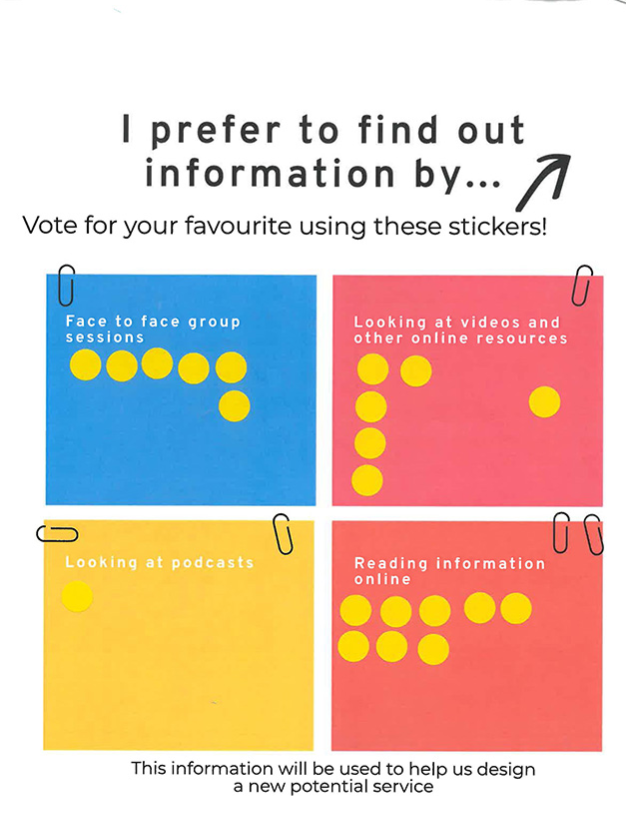 I prefer to find out
information by...
Vote for your favourite using these stickers!
Face to face group
sessions
Looking at videos and
other online resources
Looking at podcasts
Reading information
online
This information will be used to help us design
a new potential service